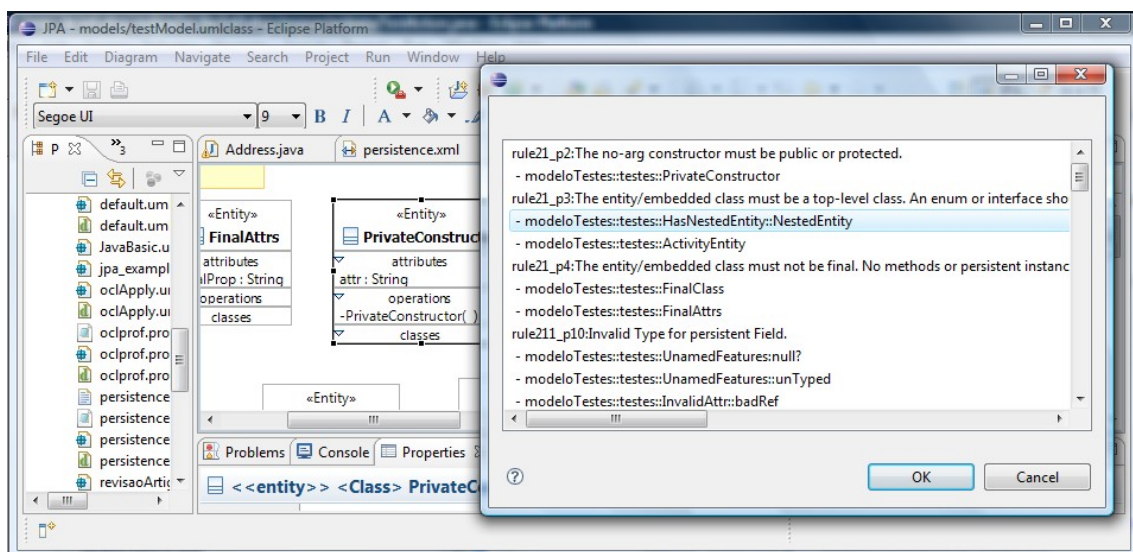 JPA - models/testModel.umlclass - Eclipse Platform
File Edit Diagram Navigate Search Project Run Window Help
Segoe UI 9 B I A
P 3
Address.java persistence.xml
default.um
default.um
JavaBasic.u
jpa_exampl
oclApply.ur
oclApply.ur
oclprof.pro
oclprof.pro
oclprof.pro
persistence
persistence
persistence
persistence
revisaoArtig
«Entity»
FinalAttrs
attributes
alProp : String
operations
classes
«Entity»
PrivateConstruct
attributes
attr : String
operations
-PrivateConstructor( )
classes
«Entity»
Problems Console Properties
<<entity>> <Class> PrivateCo
rule21_p2:The no-arg constructor must be public or protected.
- modeloTestes::testes::PrivateConstructor
rule21_p3:The entity/embedded class must be a top-level class. An enum or interface sho
- modeloTestes::testes::HasNestedEntity::NestedEntity
- modeloTestes::testes::ActivityEntity
rule21_p4:The entity/embedded class must not be final. No methods or persistent instanc
- modeloTestes::testes::FinalClass
- modeloTestes::testes::FinalAttrs
rule211_p10:Invalid Type for persistent Field.
- modeloTestes::testes::UnamedFeatures:null?
- modeloTestes::testes::UnamedFeatures::unTyped
- modeloTestes::testes::InvalidAttr::badRef
OK Cancel